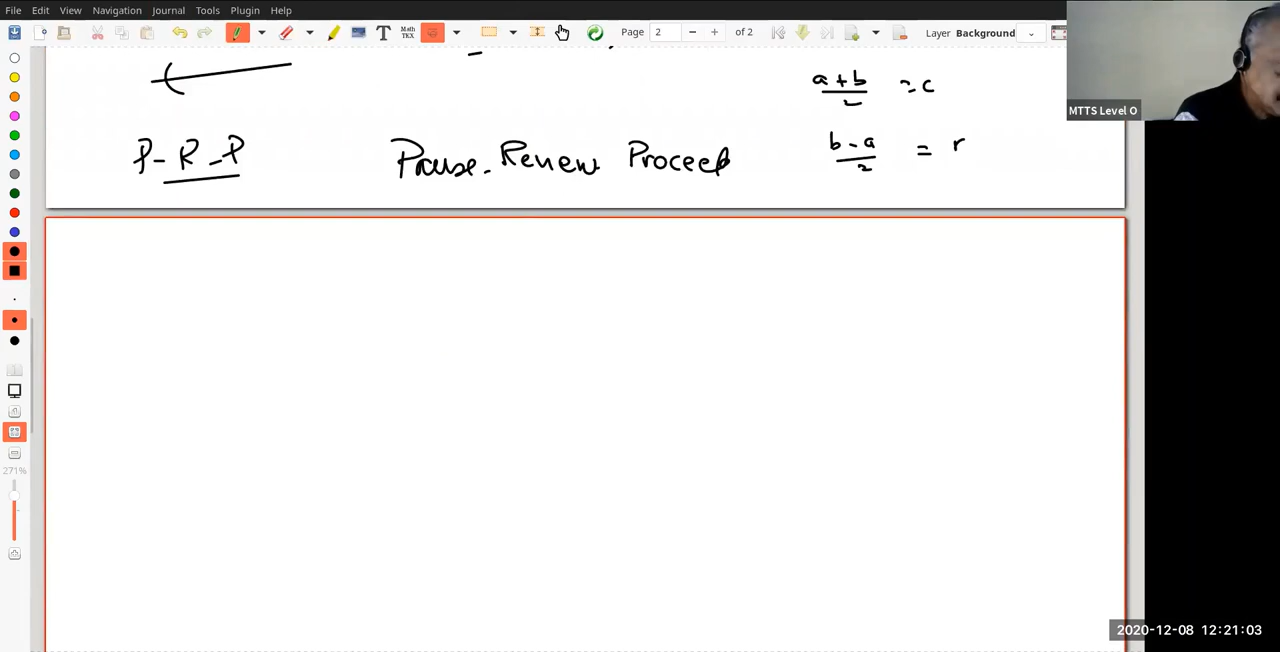 File Edit View Navigation Journal Tools Plugin Help
Page 2 of 2 Layer Background
a + b / 2 = c
MTTS Level O
P - R - P Pause. Review Proceed b - a / 2 = r
271%
2020-12-08 12:21:03